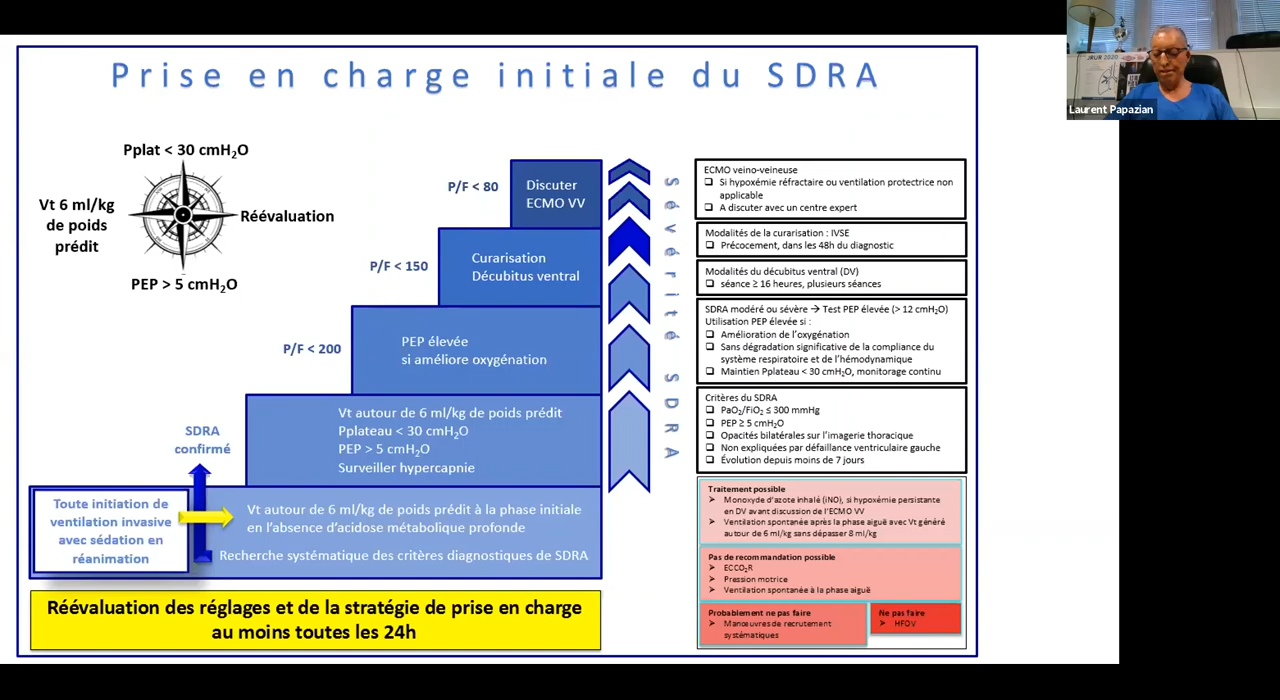 Prise en charge initiale du SDRA
Pplat < 30 cmH2O
Vt 6 ml/kg
de poids
prédit
Réévaluation
PEP > 5 cmH2O
P/F < 80
Discuter
ECMO VV
P/F < 150
Curarisation
Décubitus ventral
P/F < 200
PEP élevée
si améliore oxygénation
SDRA
confirmé
Vt autour de 6 ml/kg de poids prédit
Pplateau < 30 cmH2O
PEP > 5 cmH2O
Surveiller hypercapnie
Toute initiation de
ventilation invasive
avec sédation en
réanimation
Vt autour de 6 ml/kg de poids prédit à la phase initiale
en l'absence d'acidose métabolique profonde
Recherche systématique des critères diagnostiques de SDRA
Réévaluation des réglages et de la stratégie de prise en charge
au moins toutes les 24h
Sévérité SDRA
ECMO veino-veineuse
Si hypoxémie réfractaire ou ventilation protectrice non
applicable
A discuter avec un centre expert
Modalités de la curarisation : IVSE
Précocement, dans les 48h du diagnostic
Modalités du décubitus ventral (DV)
séance ≥ 16 heures, plusieurs séances
SDRA modéré ou sévère → Test PEP élevée (> 12 cmH2O)
Utilisation PEP élevée si :
Amélioration de l'oxygénation
Sans dégradation significative de la compliance du
système respiratoire et de l'hémodynamique
Maintien Pplateau < 30 cmH2O, monitorage continu
Critères du SDRA
PaO2/FiO2 ≤ 300 mmHg
PEP ≥ 5 cmH2O
Opacités bilatérales sur l'imagerie thoracique
Non expliquées par défaillance ventriculaire gauche
Évolution depuis moins de 7 jours
Traitement possible
Monoxyde d'azote inhalé (iNO), si hypoxémie persistante
en DV avant discussion de l'ECMO VV
Ventilation spontanée après la phase aiguë avec Vt généré
autour de 6 ml/kg sans dépasser 8 ml/kg
Pas de recommandation possible
ECCO2R
Pression motrice
Ventilation spontanée à la phase aiguë
Probablement ne pas faire
Manœuvres de recrutement
systématiques
Ne pas faire
HFOV
JRUR 2020
Laurent Papazian